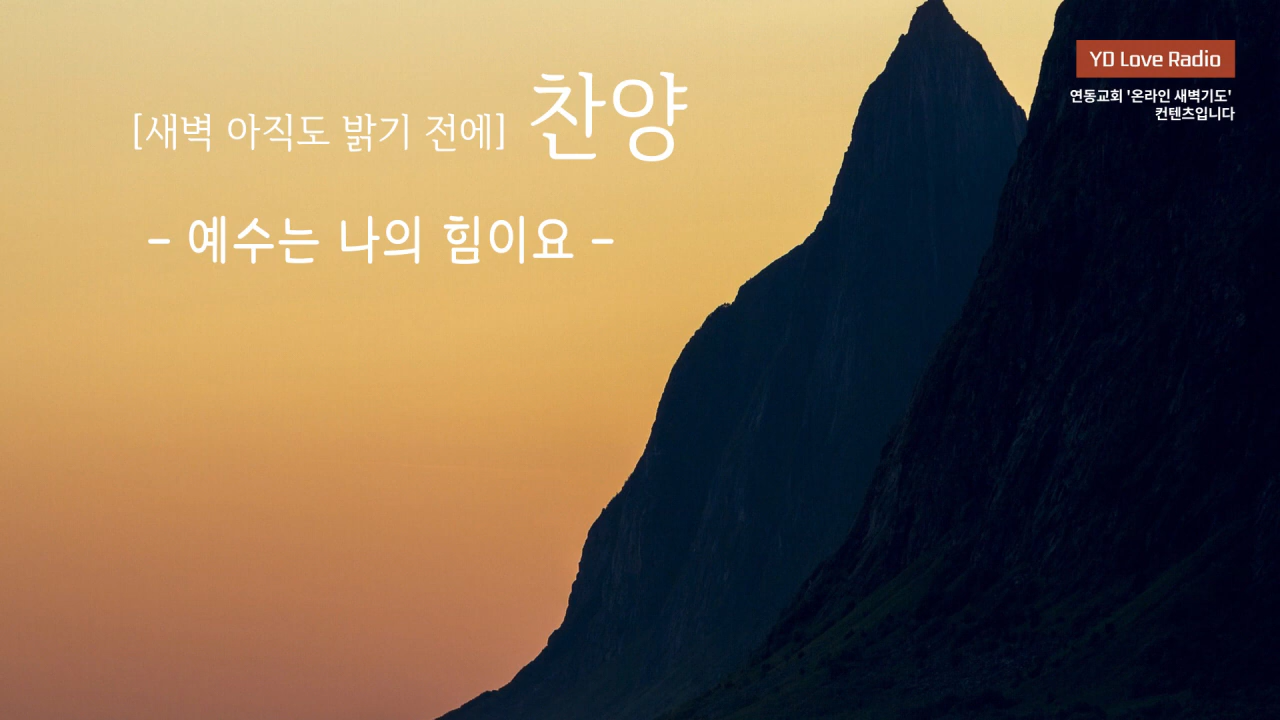 [새벽 아직도 밝기 전에] 찬양
- 예수는 나의 힘이요 -
YD Love Radio
연동교회 '온라인 새벽기도'
컨텐츠입니다